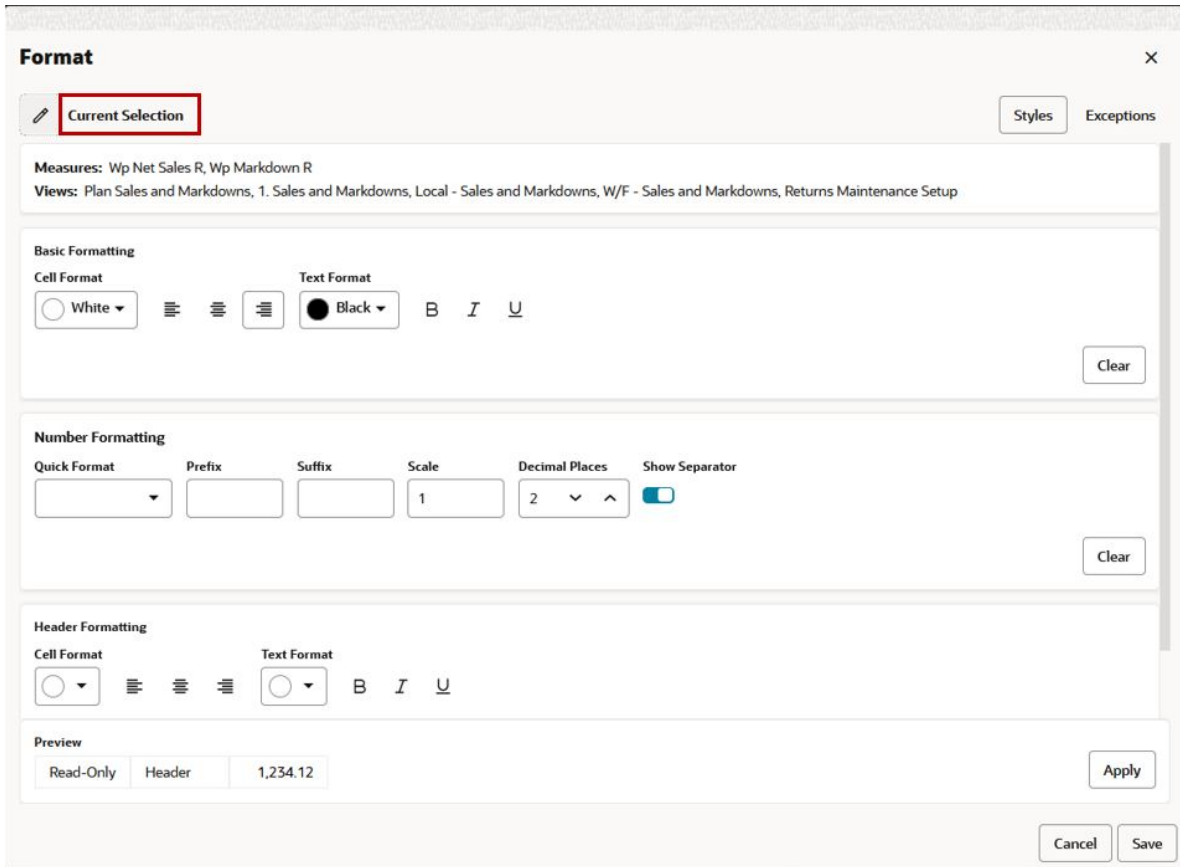 Format
Current Selection
Styles
Exceptions
Measures: Wp Net Sales R, Wp Markdown R
Views: Plan Sales and Markdowns, 1. Sales and Markdowns, Local - Sales and Markdowns, W/F - Sales and Markdowns, Returns Maintenance Setup
Basic Formatting
Cell Format Text Format
White Black B I U
Clear
Number Formatting
Quick Format Prefix Suffix Scale Decimal Places Show Separator
1 2
Clear
Header Formatting
Cell Format Text Format
B I U
Preview
Read-Only Header 1,234.12
Apply
Cancel Save